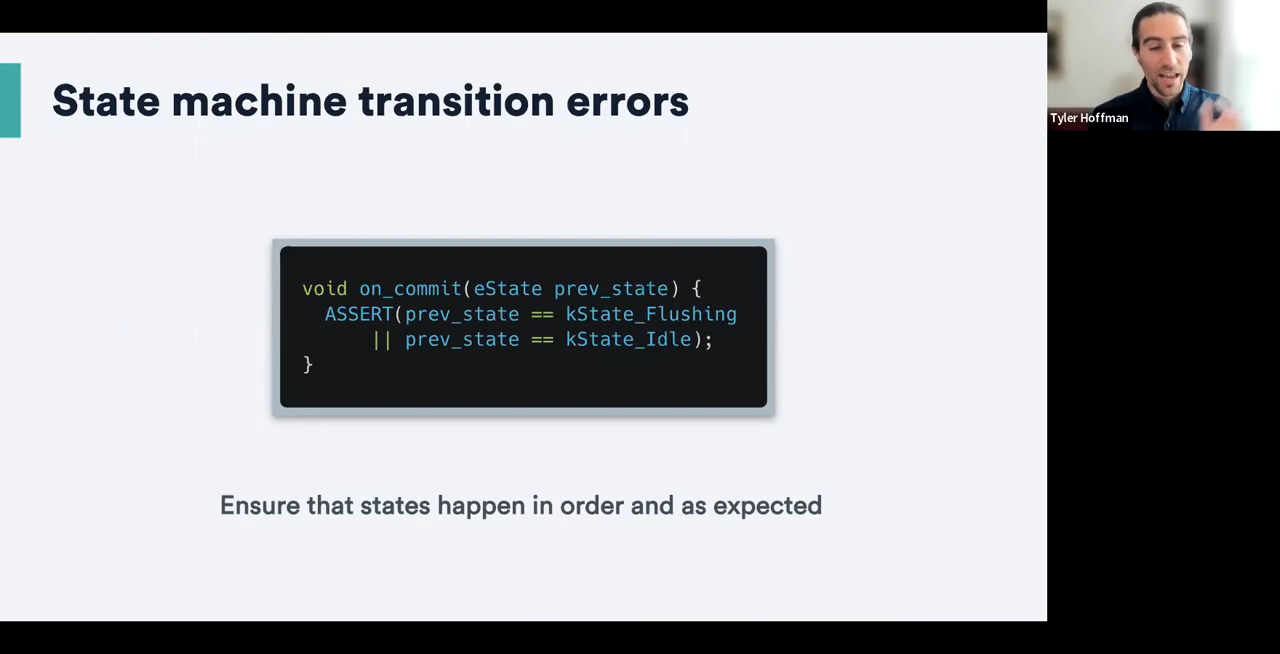 State machine transition errors
void on_commit(eState prev_state) {
ASSERT(prev_state == kState_Flushing
|| prev_state == kState_Idle);
}
Ensure that states happen in order and as expected
Tyler Hoffman